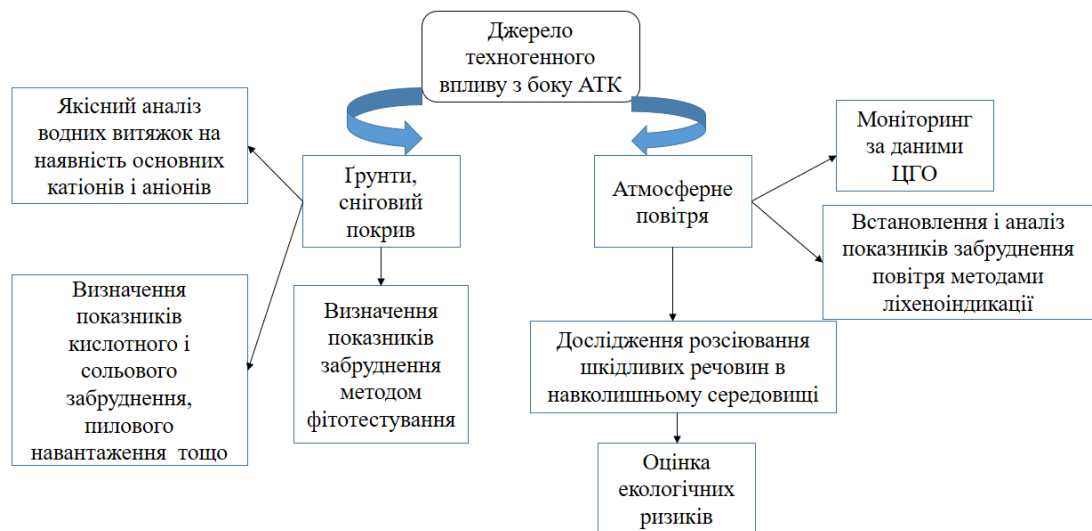 Джерело
техногенного
впливу з боку АТК
Якісний аналіз
водних витяжок на
наявність основних
катіонів і аніонів
Ґрунти,
сніговий
покрив
Атмосферне
повітря
Моніторинг
за даними
ЦГО
Встановлення і аналіз
показників забруднення
повітря методами
ліхеноіндикації
Визначення
показників
кислотного і
сольового
забруднення,
пилового
навантаження тощо
Визначення
показників
забруднення
методом
фітотестування
Дослідження розсіювання
шкідливих речовин в
навколишньому середовищі
Оцінка
екологічних
ризиків